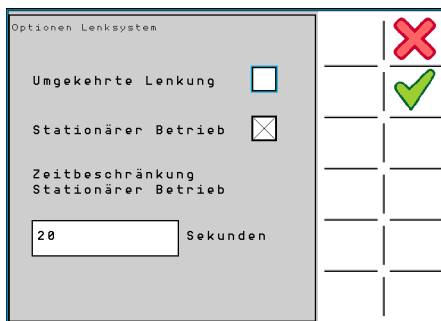 Optionen Lenksystem
Umgekehrte Lenkung
Stationärer Betrieb
Zeitbeschränkung
Stationärer Betrieb
20 Sekunden